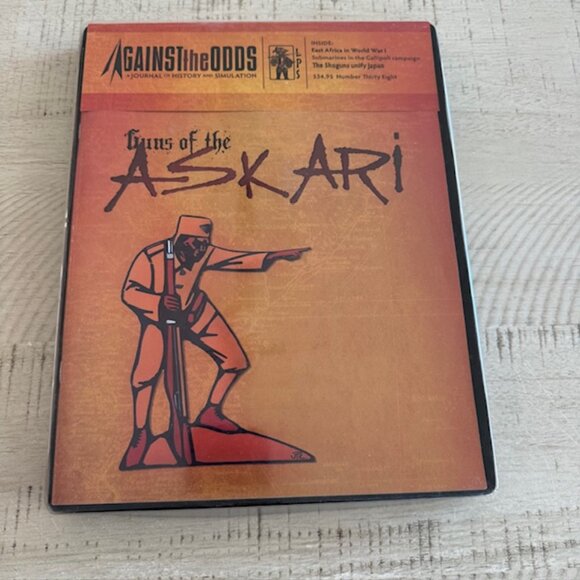 AGAINST the ODDS
A JOURNAL OF HISTORY AND SIMULATION
LPS
INSIDE:
East Africa in World War I
Submarines in the Gallipoli campaign
The Shoguns unify Japan
$34.95 Number Thirty Eight
Guns of the
ASKARi